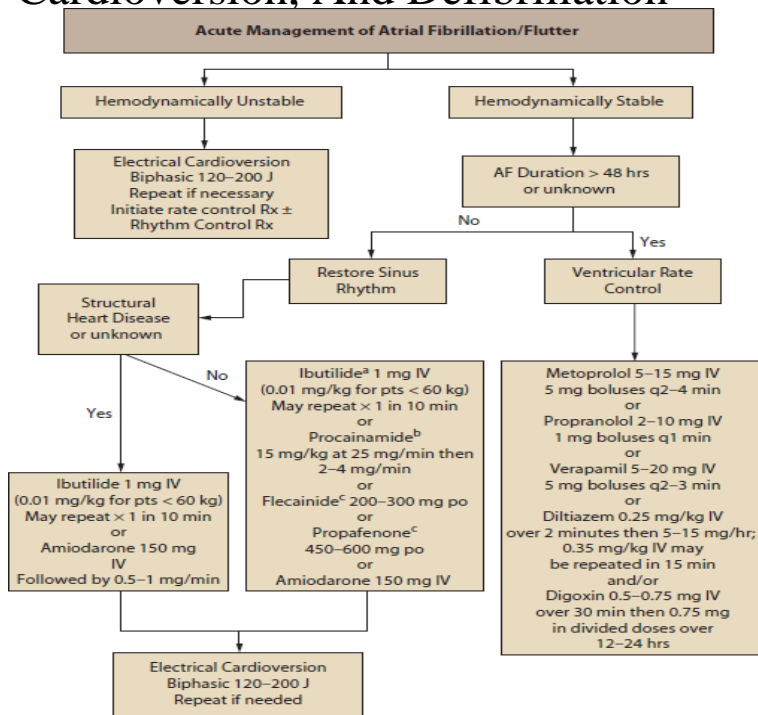 Cardioversion, And Defibrillation
Acute Management of Atrial Fibrillation/Flutter
Hemodynamically Unstable
Hemodynamically Stable
Electrical Cardioversion
Biphasic 120–200 J
Repeat if necessary
Initiate rate control Rx ±
Rhythm Control Rx
AF Duration > 48 hrs
or unknown
No
Yes
Restore Sinus
Rhythm
Ventricular Rate
Control
Structural
Heart Disease
or unknown
No
Yes
Ibutilideᵃ 1 mg IV
(0.01 mg/kg for pts < 60 kg)
May repeat × 1 in 10 min
or
Procainamideᵇ
15 mg/kg at 25 mg/min then
2–4 mg/min
or
Flecainideᶜ 200–300 mg po
or
Propafenoneᶜ
450–600 mg po
or
Amiodarone 150 mg IV
Metoprolol 5–15 mg IV
5 mg boluses q2–4 min
or
Propranolol 2–10 mg IV
1 mg boluses q1 min
or
Verapamil 5–20 mg IV
5 mg boluses q2–3 min
or
Diltiazem 0.25 mg/kg IV
over 2 minutes then 5–15 mg/hr;
0.35 mg/kg IV may
be repeated in 15 min
and/or
Digoxin 0.5–0.75 mg IV
over 30 min then 0.75 mg
in divided doses over
12–24 hrs
Ibutilide 1 mg IV
(0.01 mg/kg for pts < 60 kg)
May repeat × 1 in 10 min
or
Amiodarone 150 mg
IV
Followed by 0.5–1 mg/min
Electrical Cardioversion
Biphasic 120–200 J
Repeat if needed